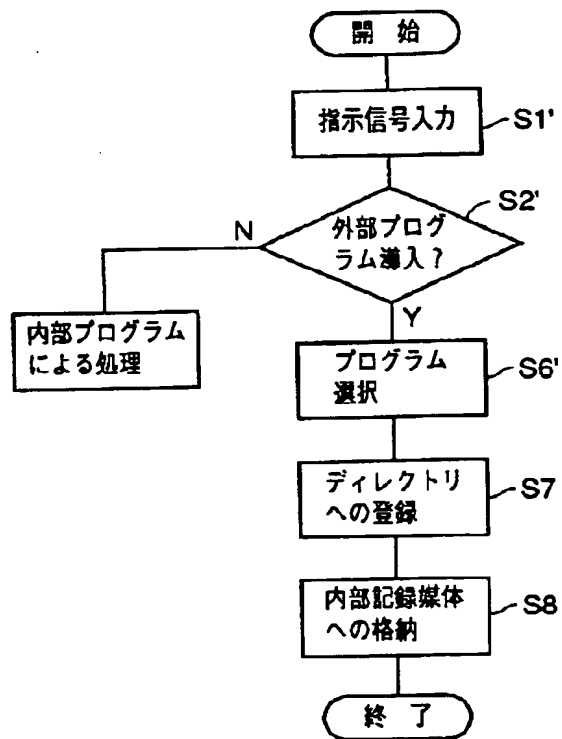 開 始
指示信号入力
S1'
S2'
外部プログ
ラム導入？
N
Y
内部プログラム
による処理
プログラム
選択
S6'
ディレクトリ
への登録
S7
内部記録媒体
への格納
S8
終 了